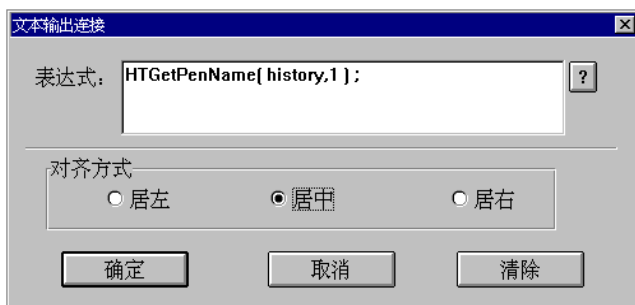 文本输出连接
表达式:
HTGetPenName( history,1 ) ;
?
对齐方式
居左 居中 居右
确定 取消 清除